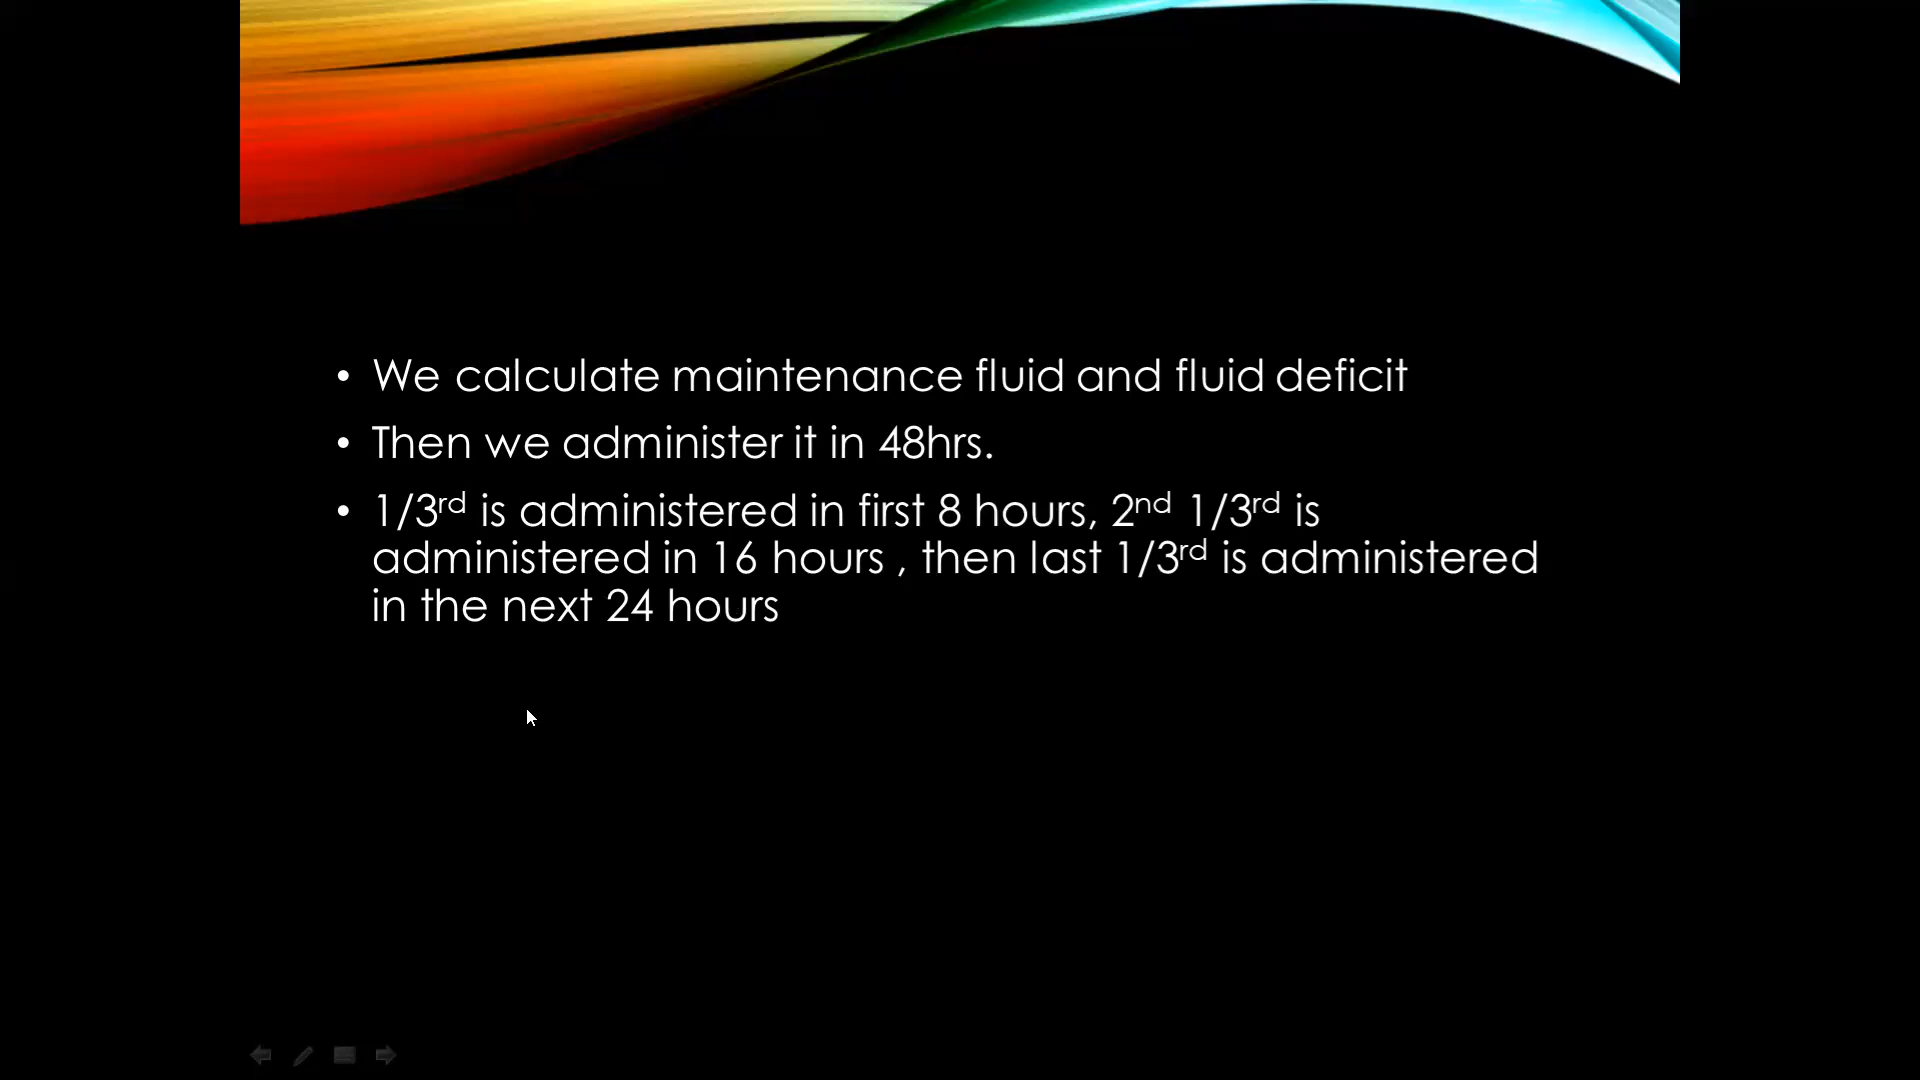 • We calculate maintenance fluid and fluid deficit
• Then we administer it in 48hrs.
• 1/3rd is administered in first 8 hours, 2nd 1/3rd is
administered in 16 hours , then last 1/3rd is administered
in the next 24 hours